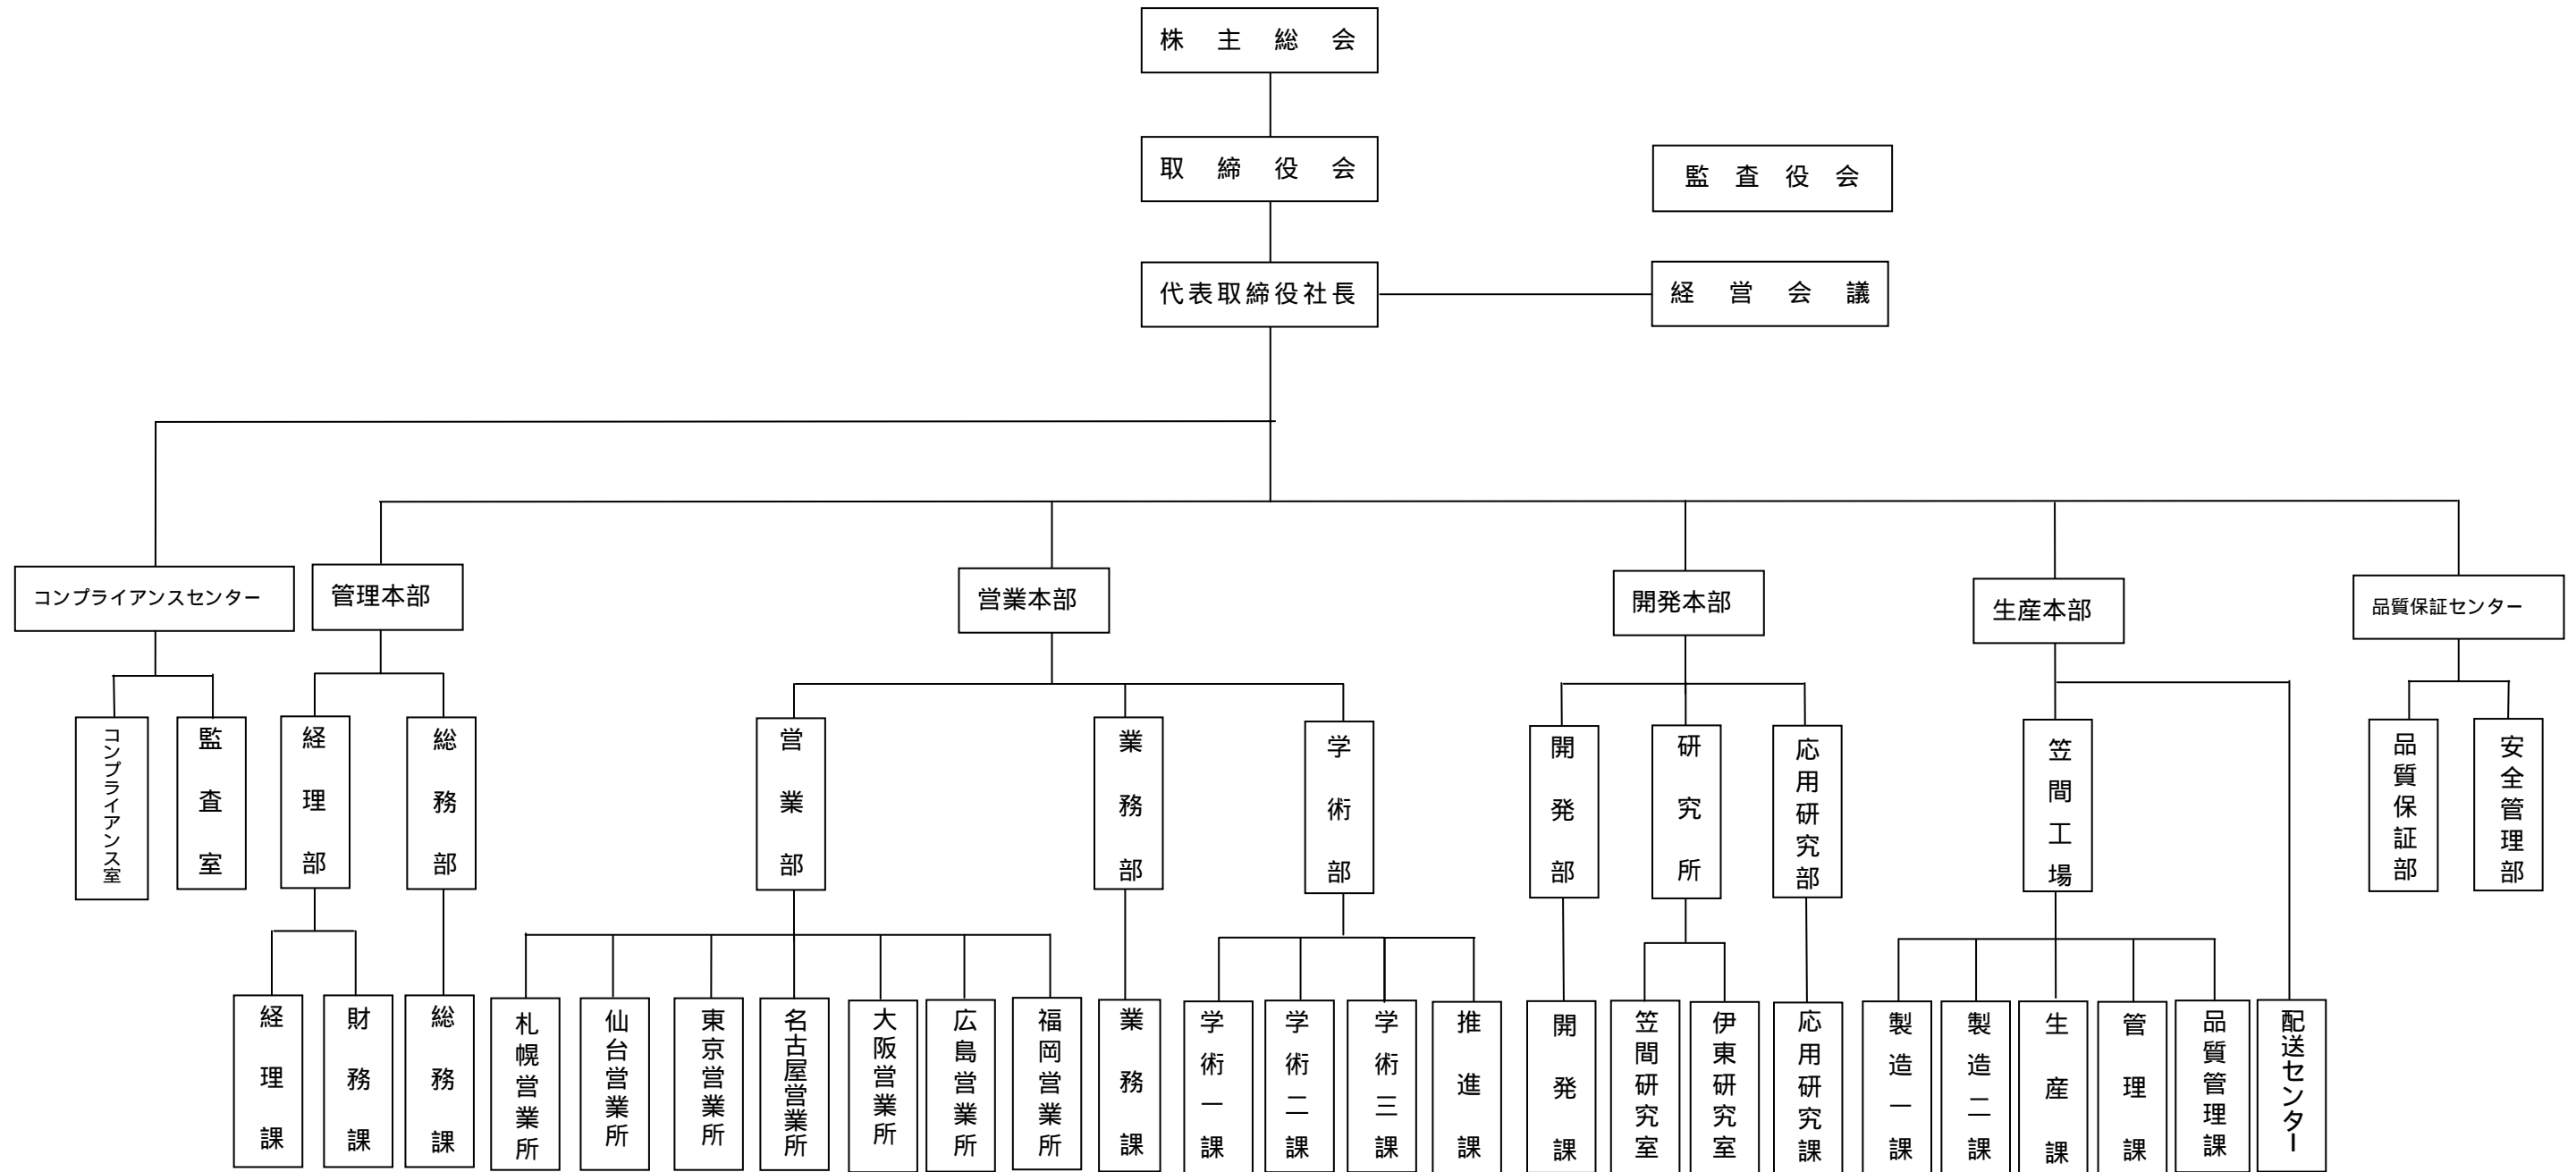 株主総会
取締役会
監査役会
代表取締役社長
経営会議
コンプライアンスセンター
管理本部
営業本部
開発本部
生産本部
品質保証センター
コンプライアンス室
監査室
経理部
総務部
営業部
業務部
学術部
開発部
研究所
応用研究部
笠間工場
品質保証部
安全管理部
経理課
財務課
総務課
札幌営業所
仙台営業所
東京営業所
名古屋営業所
大阪営業所
広島営業所
福岡営業所
業務課
学術一課
学術二課
学術三課
推進課
開発課
笠間研究室
伊東研究室
応用研究課
製造一課
製造二課
生産課
管理課
品質管理課
配送センター